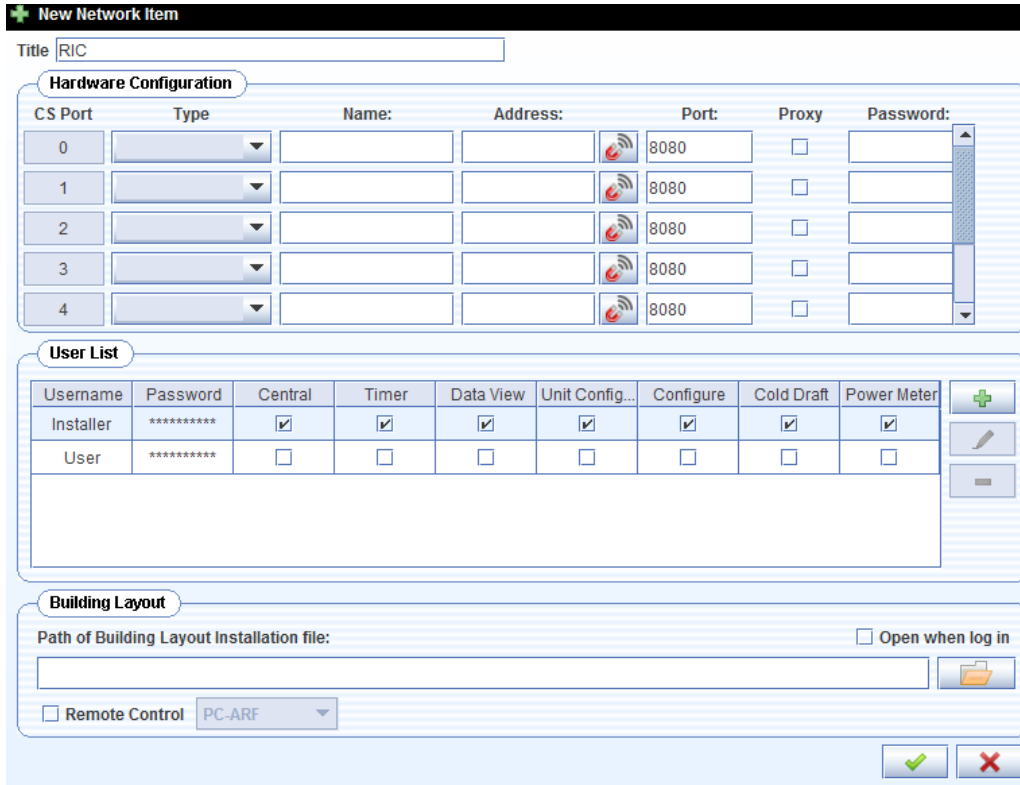 New Network Item
Title RIC
Hardware Configuration
CS Port Type Name: Address: Port: Proxy Password:
0 8080
1 8080
2 8080
3 8080
4 8080
User List
Username Password Central Timer Data View Unit Config... Configure Cold Draft Power Meter
Installer **********
User **********
Building Layout
Path of Building Layout Installation file: Open when log in
Remote Control PC-ARF